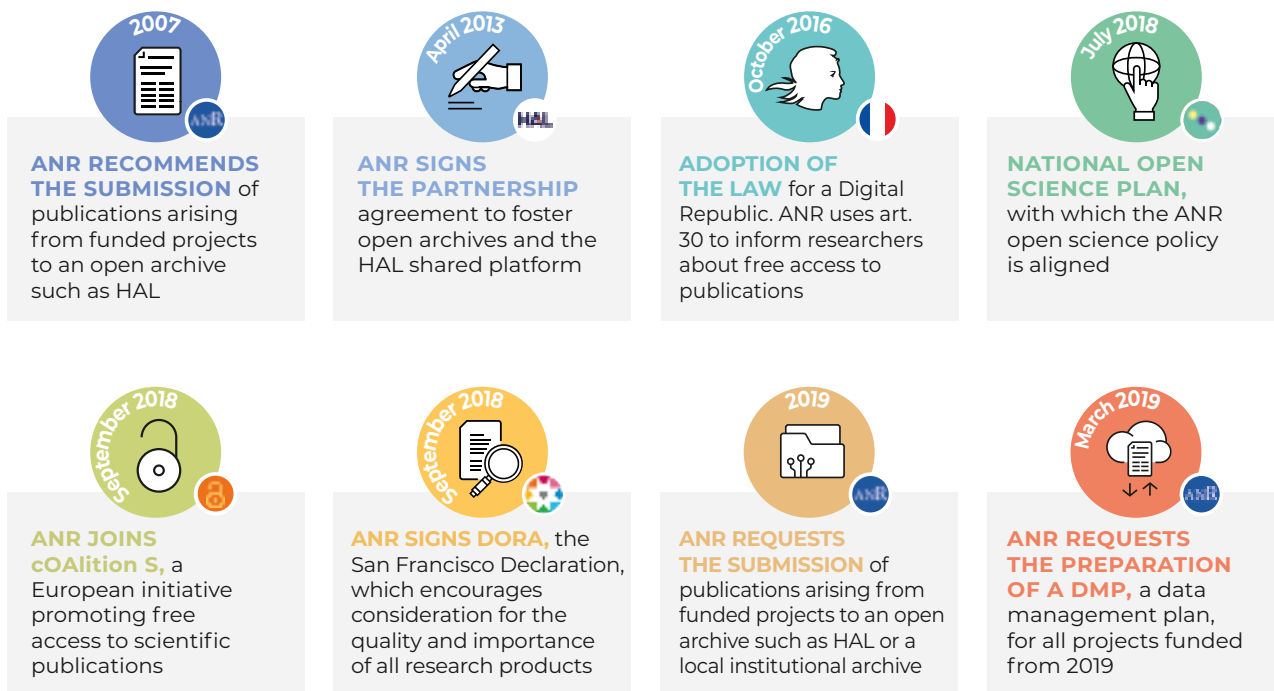 2007
ANR
ANR RECOMMENDS
THE SUBMISSION of
publications arising
from funded projects
to an open archive
such as HAL
April 2013
HAL
ANR SIGNS
THE PARTNERSHIP
agreement to foster
open archives and the
HAL shared platform
October 2016
ADOPTION OF
THE LAW for a Digital
Republic. ANR uses art.
30 to inform researchers
about free access to
publications
July 2018
NATIONAL OPEN
SCIENCE PLAN,
with which the ANR
open science policy
is aligned
September 2018
ANR JOINS
cOAlition S, a
European initiative
promoting free
access to scientific
publications
September 2018
ANR SIGNS DORA, the
San Francisco Declaration,
which encourages
consideration for the
quality and importance
of all research products
2019
ANR
ANR REQUESTS
THE SUBMISSION of
publications arising from
funded projects to an open
archive such as HAL or a
local institutional archive
March 2019
ANR
ANR REQUESTS
THE PREPARATION
OF A DMP, a data
management plan,
for all projects funded
from 2019